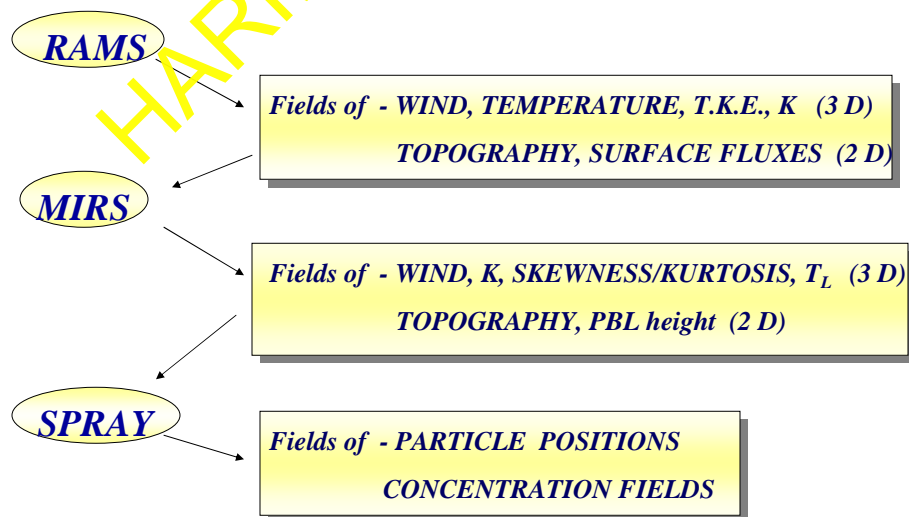 RAMS
Fields of - WIND, TEMPERATURE, T.K.E., K (3 D)
TOPOGRAPHY, SURFACE FLUXES (2 D)
MIRS
Fields of - WIND, K, SKEWNESS/KURTOSIS, T_L (3 D)
TOPOGRAPHY, PBL height (2 D)
SPRAY
Fields of - PARTICLE POSITIONS
CONCENTRATION FIELDS